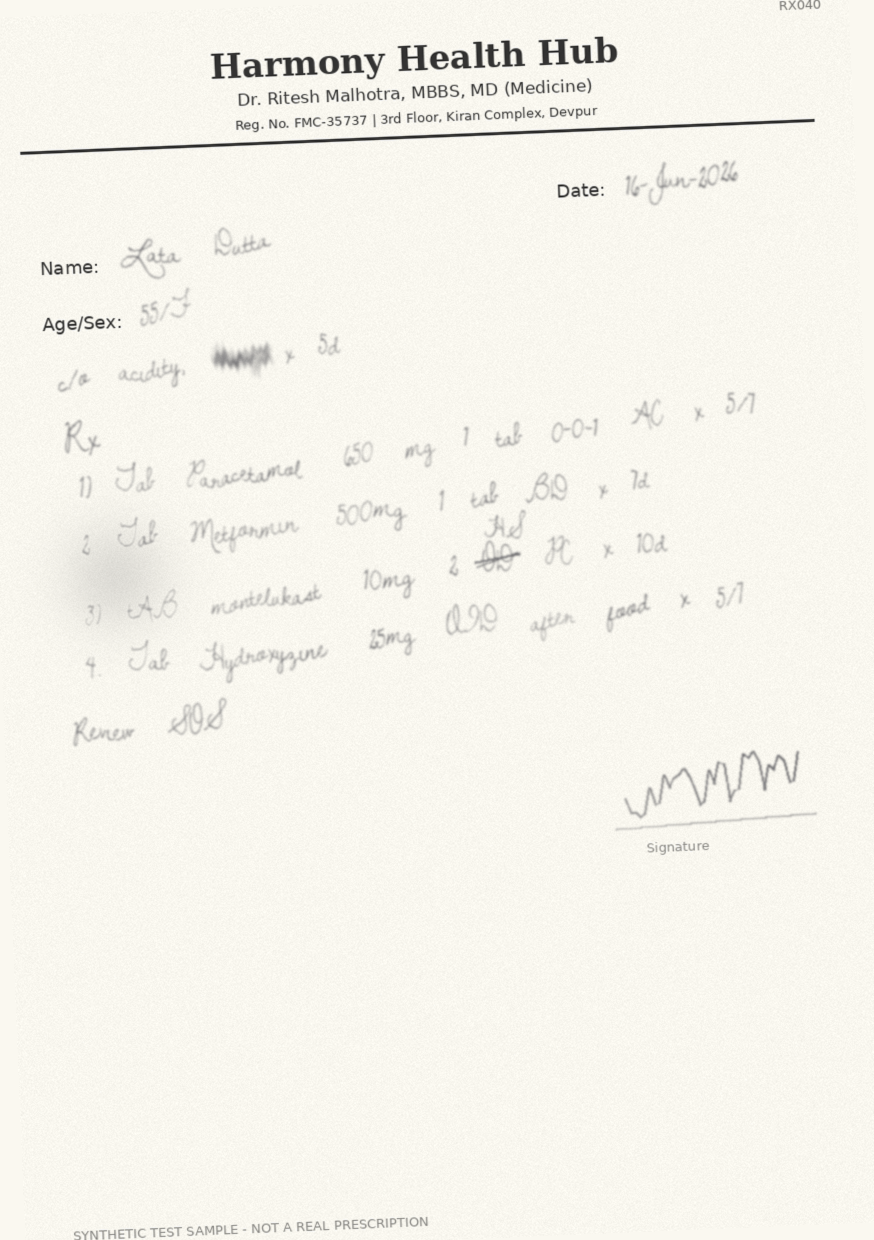 RX040
Harmony Health Hub
Dr. Ritesh Malhotra, MBBS, MD (Medicine)
Reg. No. FMC-35737 | 3rd Floor, Kiran Complex, Devpur
Date: 16-Jun-2026
Name: Lata Dutta
Age/Sex: 55/F
c/o acidity, x 5d
Rx
1) Tab Paracetamol 650 mg 1 tab 0-0-1 AC x 5/7
2 Tab Metformin 500mg 1 tab BD x 7d
HS
3) tAB montelukast 10mg 2 OD PC x 10d
4. Tab Hydroxyzine 25mg QID after food x 5/7
Review SOS
Signature
SYNTHETIC TEST SAMPLE - NOT A REAL PRESCRIPTION